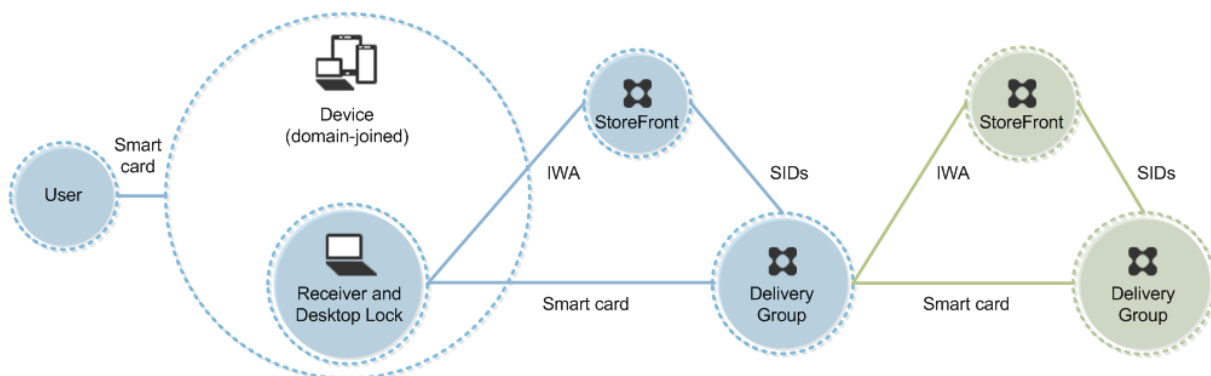 User
Smart
card
Device
(domain-joined)
Receiver and
Desktop Lock
IWA
StoreFront
SIDs
Smart card
Delivery
Group
IWA
StoreFront
SIDs
Smart card
Delivery
Group